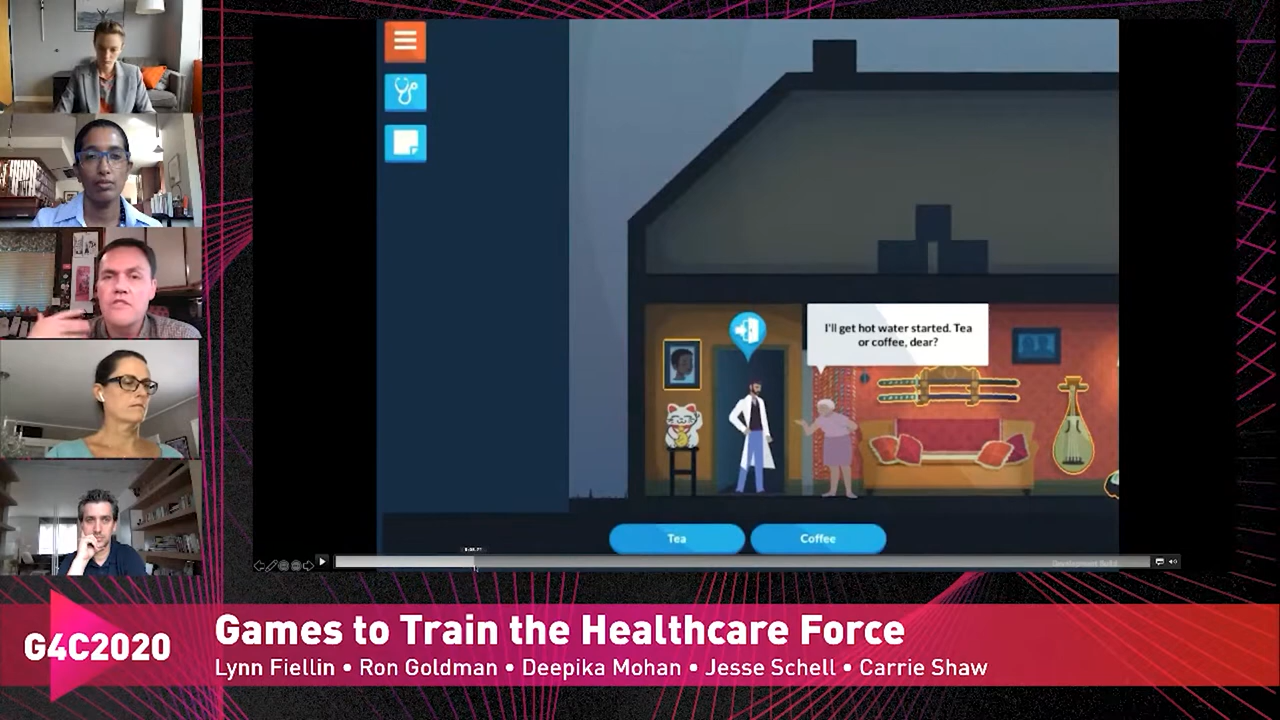 I'll get hot water started. Tea
or coffee, dear?
Tea
Coffee
G4C2020
Games to Train the Healthcare Force
Lynn Fiellin • Ron Goldman • Deepika Mohan • Jesse Schell • Carrie Shaw